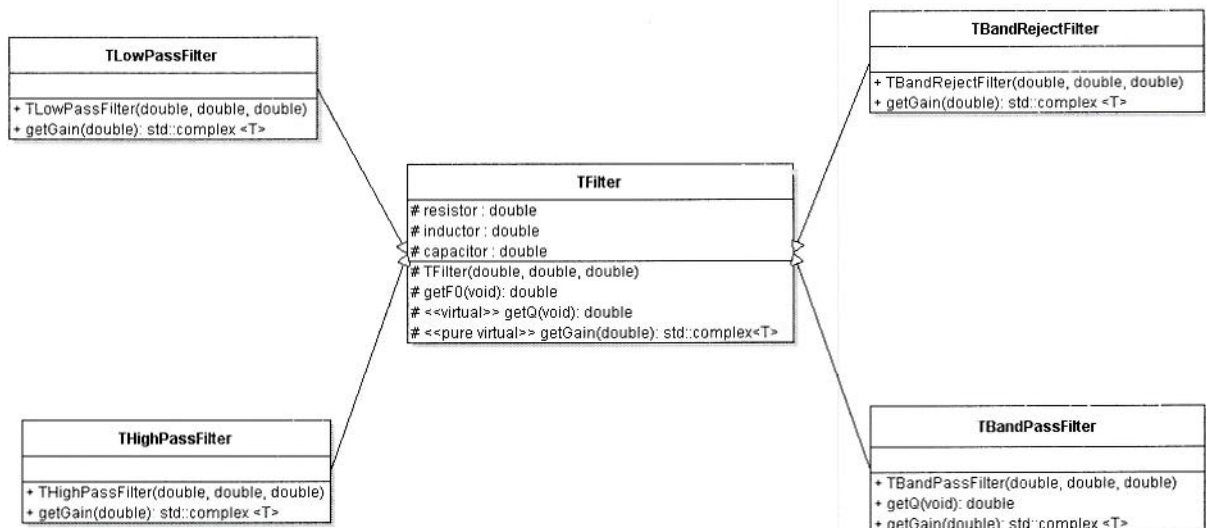 TLowPassFilter
+ TLowPassFilter(double, double, double)
+ getGain(double): std::complex <T>
TBandRejectFilter
+ TBandRejectFilter(double, double, double)
+ getGain(double): std::complex <T>
TFilter
# resistor : double
# inductor : double
# capacitor : double
# TFilter(double, double, double)
# getF0(void): double
# <<virtual>> getQ(void): double
# <<pure virtual>> getGain(double): std::complex<T>
THighPassFilter
+ THighPassFilter(double, double, double)
+ getGain(double): std::complex <T>
TBandPassFilter
+ TBandPassFilter(double, double, double)
+ getQ(void): double
+ getGain(double): std::complex <T>